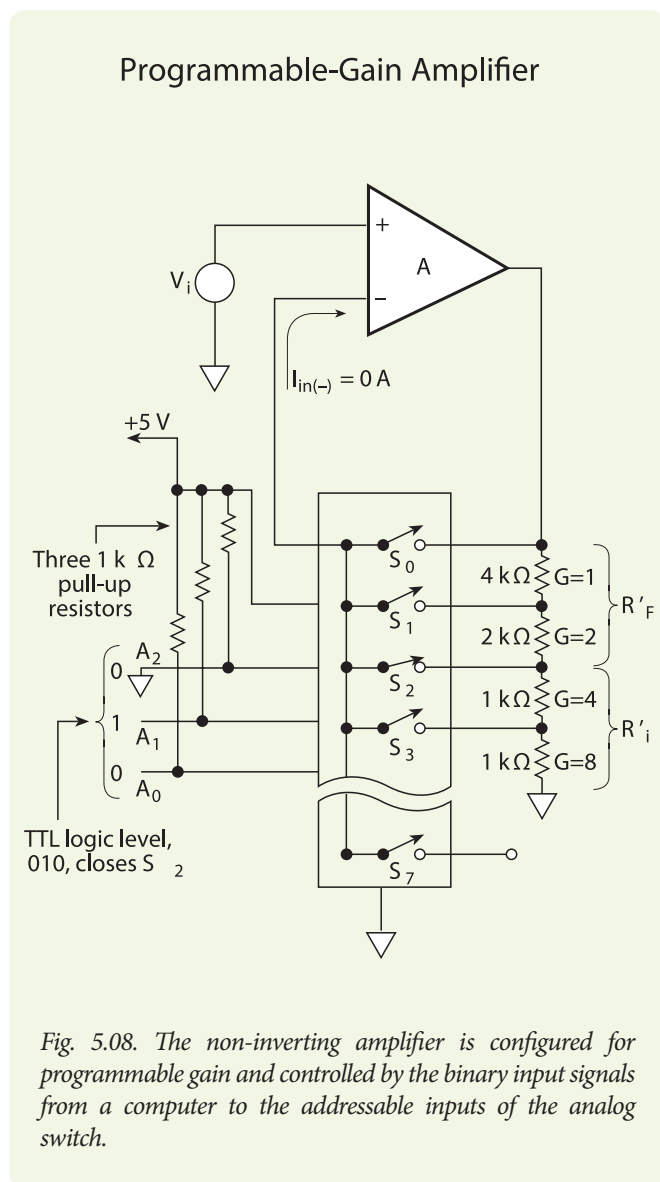 Programmable-Gain Amplifier
+
A
V i
–
I in(–) = 0 A
+5 V
Three 1 k Ω
pull-up
resistors
S 0
4 kΩ G=1
R′F
S 1
2 kΩ G=2
A 2
0
S 2
1 kΩ G=4
R′i
1
A 1
S 3
1 kΩ G=8
0
A 0
TTL logic level,
010, closes S 2
S 7
Fig. 5.08. The non-inverting amplifier is configured for
programmable gain and controlled by the binary input signals
from a computer to the addressable inputs of the analog
switch.